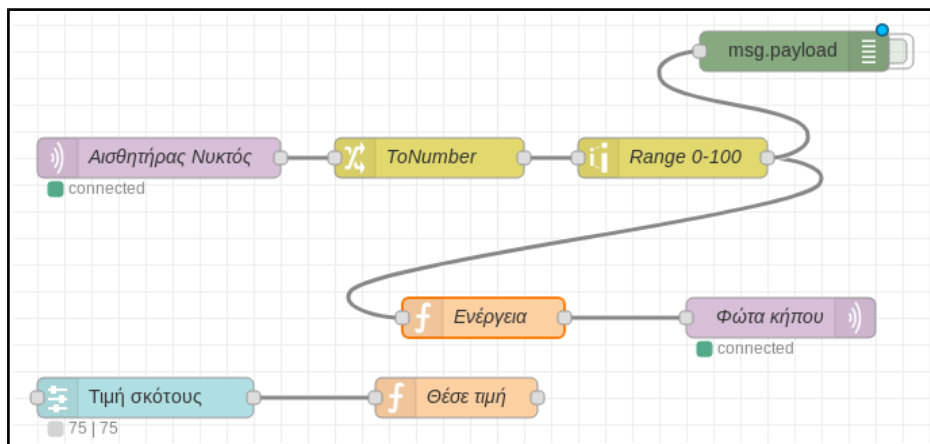 msg.payload
Αισθητήρας Νυκτός
ToNumber
Range 0-100
connected
Ενέργεια
Φώτα κήπου
connected
Τιμή σκότους
Θέσε τιμή
75 | 75